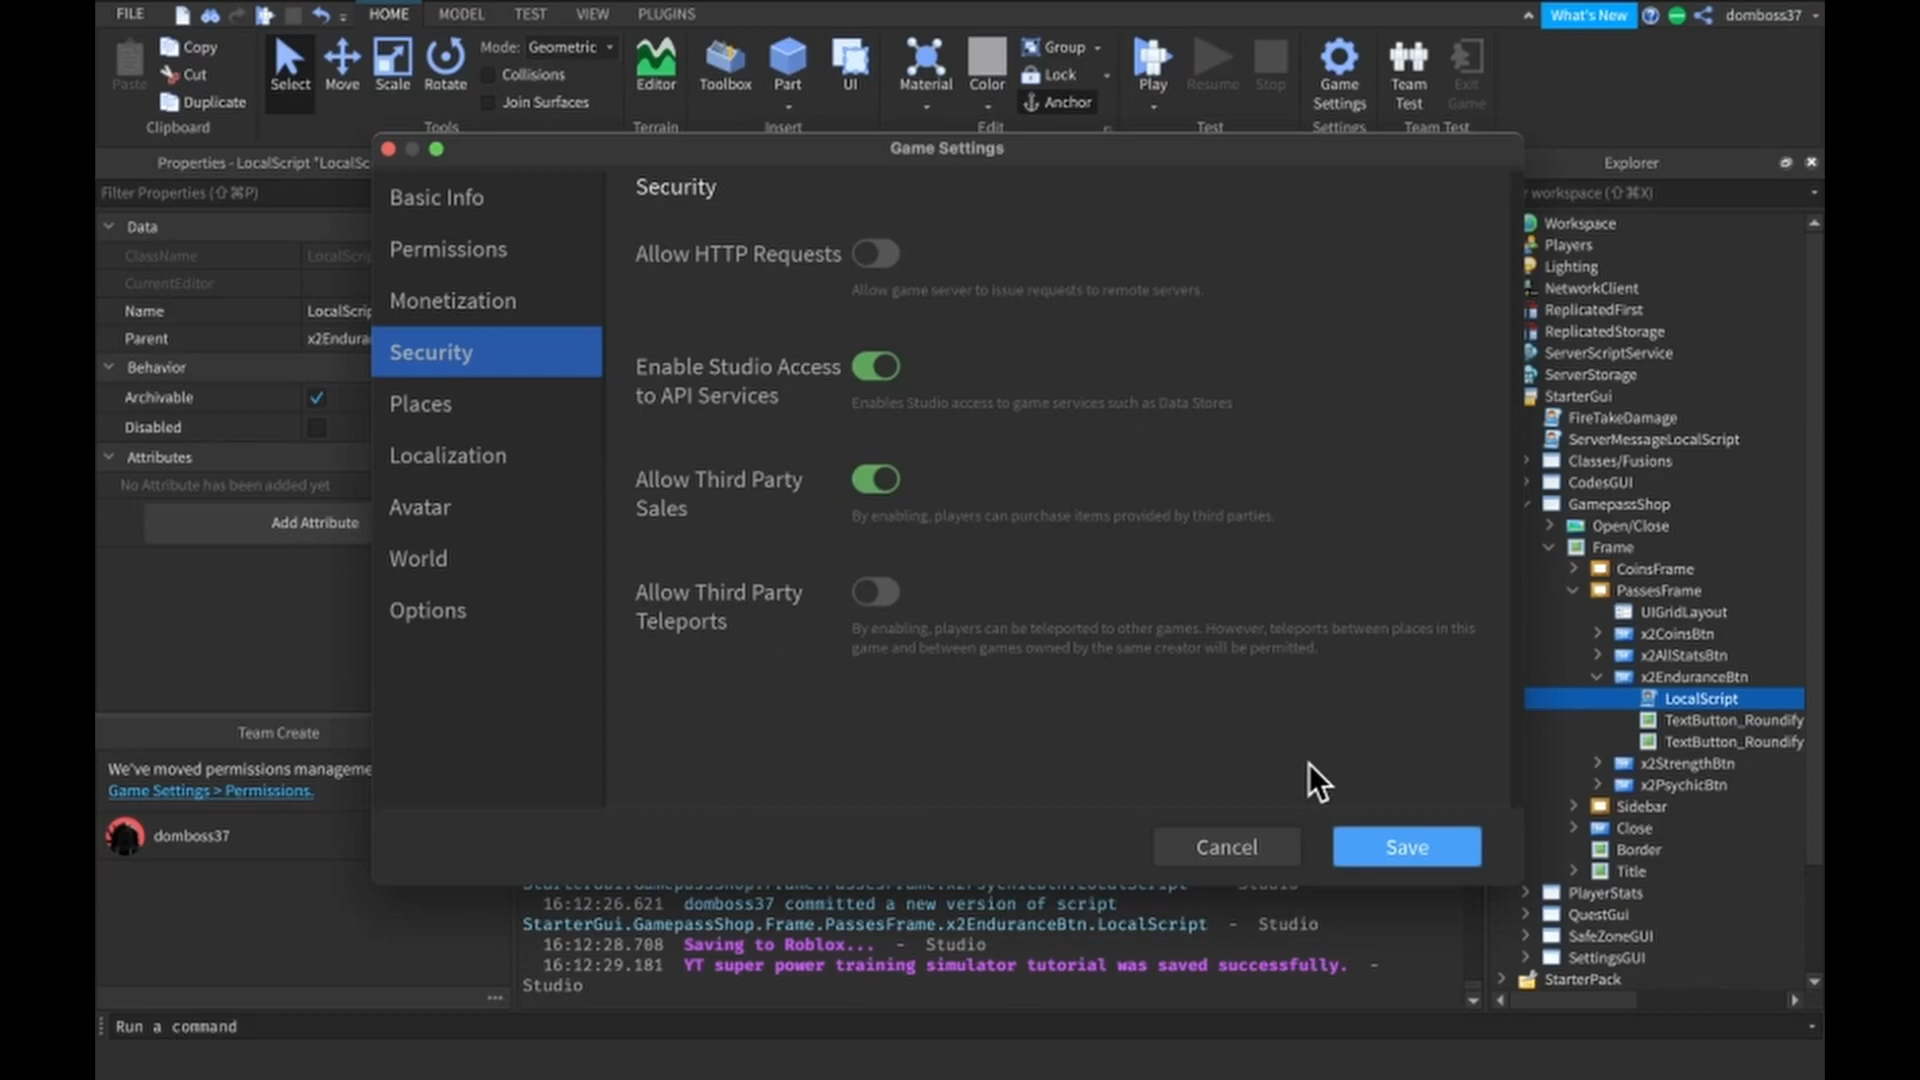 FILE
HOME
MODEL
TEST
VIEW
PLUGINS
What's New
domboss37
Paste
Copy
Cut
Duplicate
Clipboard
Select
Move
Scale
Rotate
Mode: Geometric
Collisions
Join Surfaces
Tools
Editor
Terrain
Toolbox
Part
UI
Insert
Material
Color
Group
Lock
Anchor
Edit
Play
Resume
Stop
Test
Game
Settings
Settings
Team
Test
Exit
Game
Team Test
Properties - LocalScript "LocalSc
Filter Properties (⇧⌘P)
Data
ClassName
LocalScri
CurrentEditor
Name
LocalScrip
Parent
x2Endura
Behavior
Archivable
Disabled
Attributes
No Attribute has been added yet
Add Attribute
Team Create
We've moved permissions manageme
Game Settings > Permissions.
domboss37
Game Settings
Basic Info
Permissions
Monetization
Security
Places
Localization
Avatar
World
Options
Security
Allow HTTP Requests
Allow game server to issue requests to remote servers.
Enable Studio Access
to API Services
Enables Studio access to game services such as Data Stores
Allow Third Party
Sales
By enabling, players can purchase items provided by third parties.
Allow Third Party
Teleports
By enabling, players can be teleported to other games. However, teleports between places in this
game and between games owned by the same creator will be permitted.
Cancel
Save
StarterGui.GamepassShop.Frame.PassesFrame.x2PsychicBtn.LocalScript - Studio
16:12:26.621 domboss37 committed a new version of script
StarterGui.GamepassShop.Frame.PassesFrame.x2EnduranceBtn.LocalScript - Studio
16:12:28.708 Saving to Roblox... - Studio
16:12:29.181 YT super power training simulator tutorial was saved successfully. -
Studio
Run a command
Explorer
r workspace (⇧⌘X)
Workspace
Players
Lighting
NetworkClient
ReplicatedFirst
ReplicatedStorage
ServerScriptService
ServerStorage
StarterGui
FireTakeDamage
ServerMessageLocalScript
Classes/Fusions
CodesGUI
GamepassShop
Open/Close
Frame
CoinsFrame
PassesFrame
UIGridLayout
x2CoinsBtn
x2AllStatsBtn
x2EnduranceBtn
LocalScript
TextButton_Roundify
TextButton_Roundify
x2StrengthBtn
x2PsychicBtn
Sidebar
Close
Border
Title
PlayerStats
QuestGui
SafeZoneGUI
SettingsGUI
StarterPack